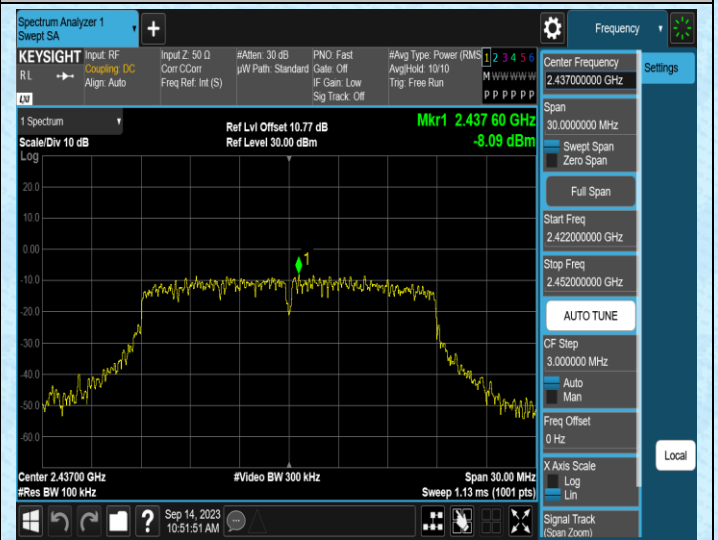 Spectrum Analyzer 1
Swept SA
+
Frequency
KEYSIGHT
RL
LXI
Input: RF
Coupling: DC
Align: Auto
Input Z: 50 Ω
Corr CCorr
Freq Ref: Int (S)
#Atten: 30 dB
µW Path: Standard
PNO: Fast
Gate: Off
IF Gain: Low
Sig Track: Off
#Avg Type: Power (RMS
Avg|Hold: 10/10
Trig: Free Run
1 2 3 4 5 6
M W W W W W
P P P P P P
1 Spectrum
Scale/Div 10 dB
Log
Ref Lvl Offset 10.77 dB
Ref Level 30.00 dBm
Mkr1 2.437 60 GHz
-8.09 dBm
20.0
10.0
0.00
-10.0
-20.0
-30.0
-40.0
-50.0
-60.0
1
Center 2.43700 GHz
#Res BW 100 kHz
#Video BW 300 kHz
Span 30.00 MHz
Sweep 1.13 ms (1001 pts)
?
Sep 14, 2023
10:51:51 AM
Center Frequency
2.437000000 GHz
Span
30.0000000 MHz
Swept Span
Zero Span
Full Span
Start Freq
2.422000000 GHz
Stop Freq
2.452000000 GHz
AUTO TUNE
CF Step
3.000000 MHz
Auto
Man
Freq Offset
0 Hz
X Axis Scale
Log
Lin
Signal Track
(Span Zoom)
Settings
Local